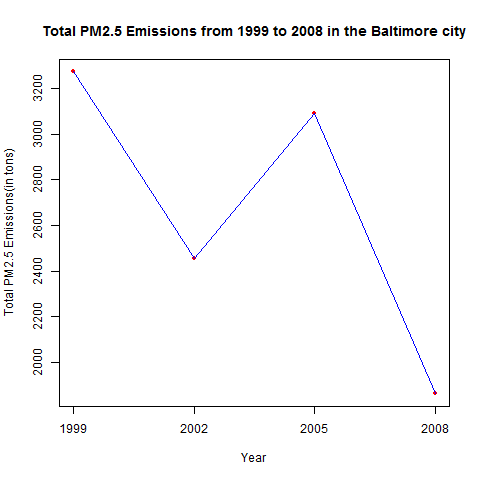 Total PM2.5 Emissions from 1999 to 2008 in the Baltimore city
Total PM2.5 Emissions(in tons)
3200
3000
2800
2600
2400
2200
2000
1999 2002 2005 2008
Year